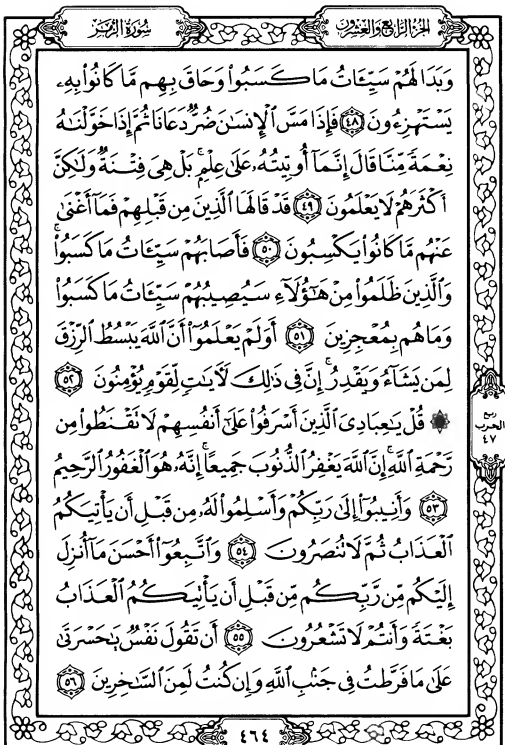 الجزء الرابع والعشرون
سورة الزمر
وَبَدَا لَهُمْ سَيِّـَٔاتُ مَا كَسَبُوا۟ وَحَاقَ بِهِم مَّا كَانُوا۟ بِهِۦ
يَسْتَهْزِءُونَ ٤٨ فَإِذَا مَسَّ ٱلْإِنسَـٰنَ ضُرٌّ دَعَانَا ثُمَّ إِذَا خَوَّلْنَـٰهُ
نِعْمَةً مِّنَّا قَالَ إِنَّمَآ أُوتِيتُهُۥ عَلَىٰ عِلْمٍۭ ۚ بَلْ هِىَ فِتْنَةٌ وَلَـٰكِنَّ
أَكْثَرَهُمْ لَا يَعْلَمُونَ ٤٩ قَدْ قَالَهَا ٱلَّذِينَ مِن قَبْلِهِمْ فَمَآ أَغْنَىٰ
عَنْهُم مَّا كَانُوا۟ يَكْسِبُونَ ٥٠ فَأَصَابَهُمْ سَيِّـَٔاتُ مَا كَسَبُوا۟ ۚ
وَٱلَّذِينَ ظَلَمُوا۟ مِنْ هَـٰٓؤُلَآءِ سَيُصِيبُهُمْ سَيِّـَٔاتُ مَا كَسَبُوا۟
وَمَا هُم بِمُعْجِزِينَ ٥١ أَوَلَمْ يَعْلَمُوٓا۟ أَنَّ ٱللَّهَ يَبْسُطُ ٱلرِّزْقَ
لِمَن يَشَآءُ وَيَقْدِرُ ۚ إِنَّ فِى ذَٰلِكَ لَـَٔايَـٰتٍ لِّقَوْمٍ يُؤْمِنُونَ ٥٢
۞ قُلْ يَـٰعِبَادِىَ ٱلَّذِينَ أَسْرَفُوا۟ عَلَىٰٓ أَنفُسِهِمْ لَا تَقْنَطُوا۟ مِن
رَّحْمَةِ ٱللَّهِ ۚ إِنَّ ٱللَّهَ يَغْفِرُ ٱلذُّنُوبَ جَمِيعًا ۚ إِنَّهُۥ هُوَ ٱلْغَفُورُ ٱلرَّحِيمُ
٥٣ وَأَنِيبُوٓا۟ إِلَىٰ رَبِّكُمْ وَأَسْلِمُوا۟ لَهُۥ مِن قَبْلِ أَن يَأْتِيَكُمُ
ٱلْعَذَابُ ثُمَّ لَا تُنصَرُونَ ٥٤ وَٱتَّبِعُوٓا۟ أَحْسَنَ مَآ أُنزِلَ
إِلَيْكُم مِّن رَّبِّكُم مِّن قَبْلِ أَن يَأْتِيَكُمُ ٱلْعَذَابُ
بَغْتَةً وَأَنتُمْ لَا تَشْعُرُونَ ٥٥ أَن تَقُولَ نَفْسٌ يَـٰحَسْرَتَىٰ
عَلَىٰ مَا فَرَّطتُ فِى جَنۢبِ ٱللَّهِ وَإِن كُنتُ لَمِنَ ٱلسَّـٰخِرِينَ ٥٦
ربع
الحزب
٤٧
٤٦٤